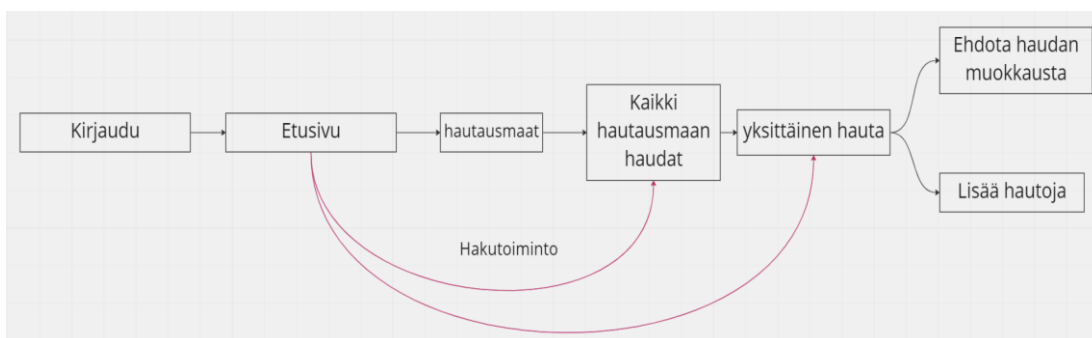 Kirjaudu
Etusivu
hautausmaat
Kaikki
hautausmaan
haudat
yksittäinen hauta
Ehdota haudan
muokkausta
Lisää hautoja
Hakutoiminto